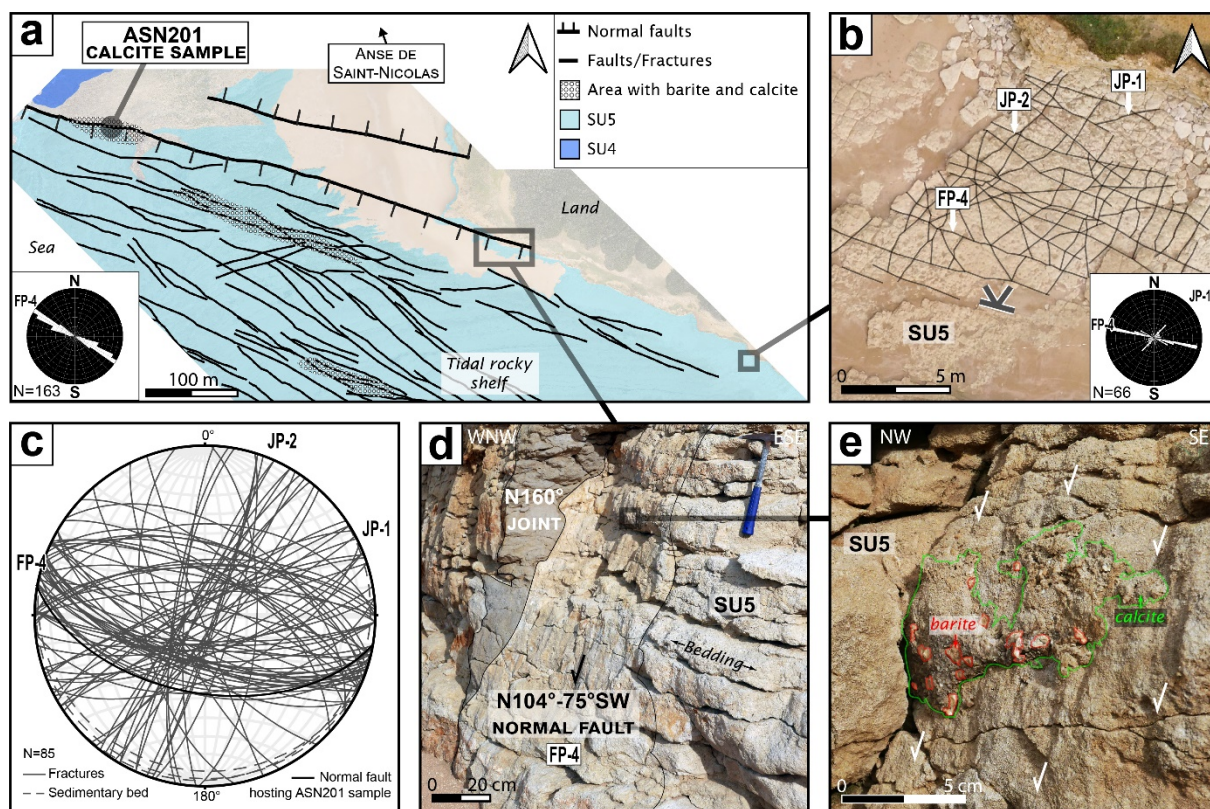 a
ASN201
CALCITE SAMPLE
ANSE DE
SAINT-NICOLAS
Normal faults
Faults/Fractures
Area with barite and calcite
SU5
SU4
Land
Sea
Tidal rocky
shelf
FP-4
N
S
N=163
100 m
b
JP-1
JP-2
FP-4
SU5
0
5 m
N
JP-1
FP-4
S
N=66
c
0°
JP-2
JP-1
FP-4
N=85
Fractures
Sedimentary bed
Normal fault
hosting ASN201 sample
180°
d
WNW
ESE
N160°
JOINT
SU5
Bedding
N104°-75°SW
NORMAL FAULT
FP-4
0
20 cm
e
NW
SE
SU5
barite
calcite
0
5 cm